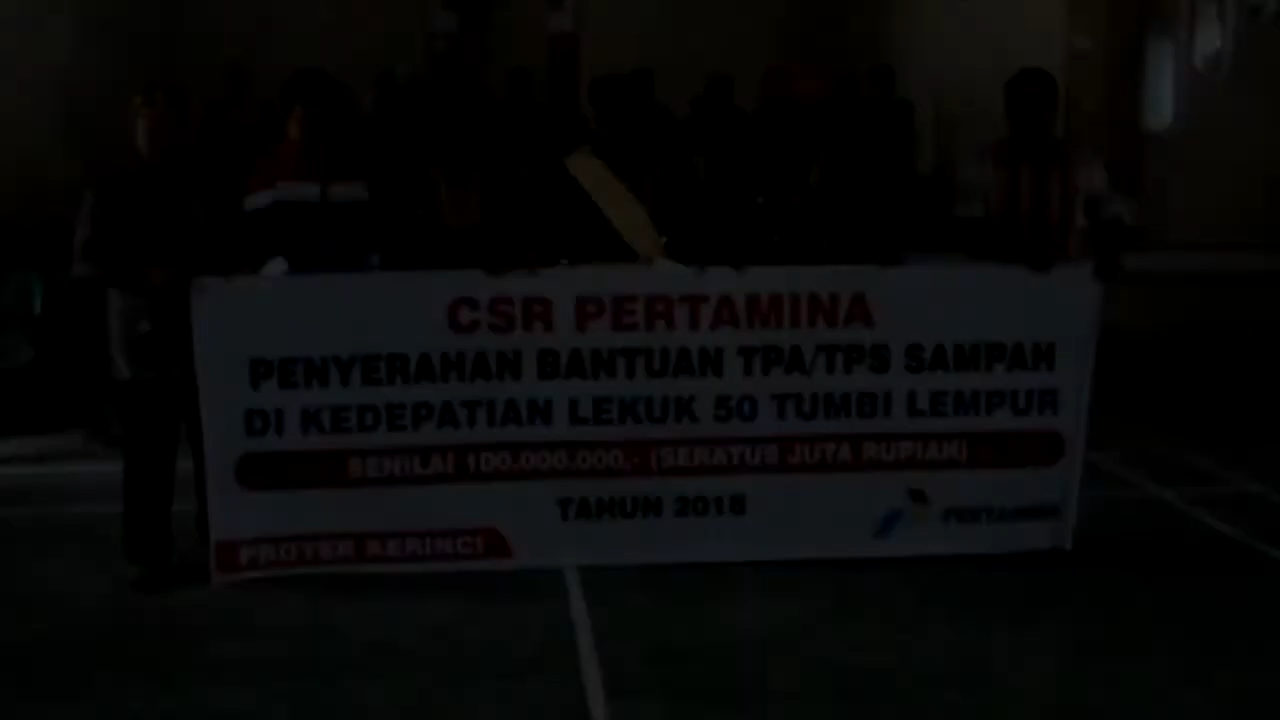 CSR PERTAMINA
PENYERAHAN BANTUAN TPA/TPS SAMPAH
DI KEDEPATIAN LEKUK 50 TUMBI LEMPUR
SENILAI 100.000.000,- (SERATUS JUTA RUPIAH)
TAHUN 2018
PERTAMINA
PROYEK KERINCI